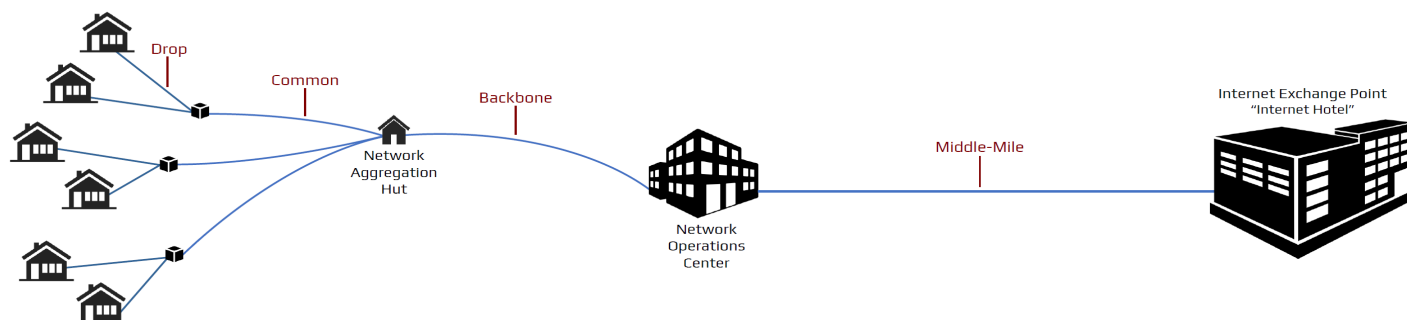 Drop
Common
Backbone
Internet Exchange Point
“Internet Hotel”
Middle-Mile
Network
Aggregation
Hut
Network
Operations
Center